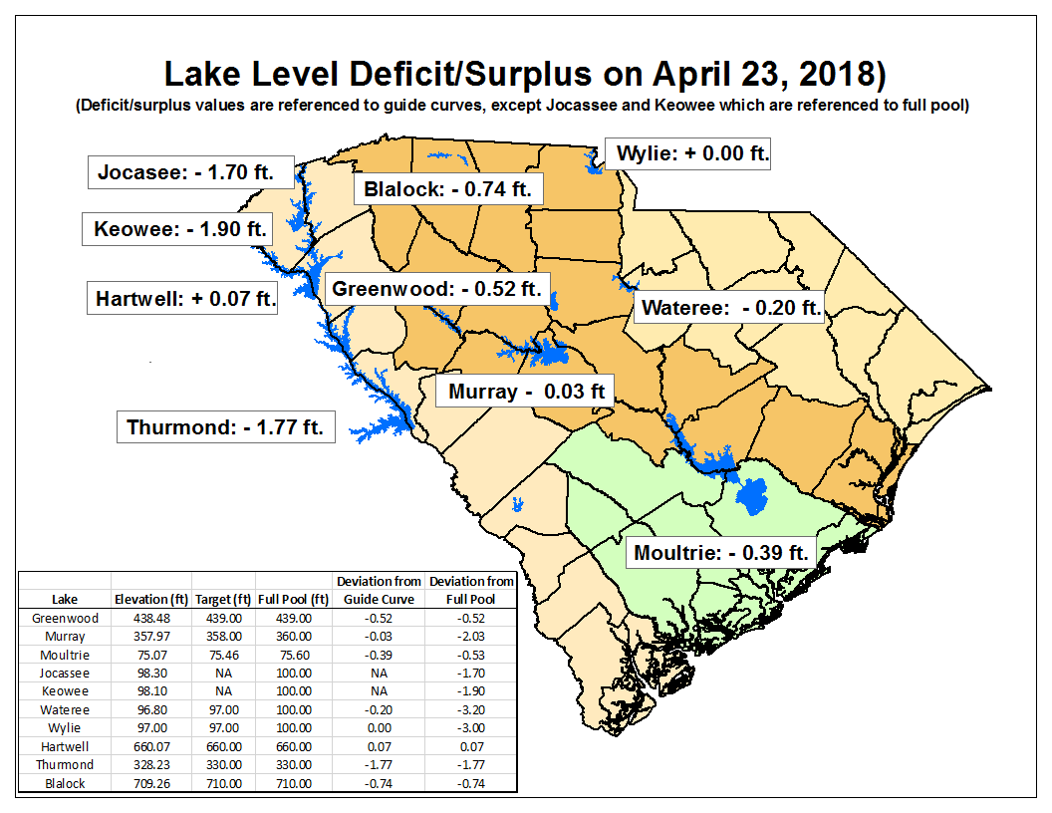 Lake Level Deficit/Surplus on April 23, 2018)
(Deficit/surplus values are referenced to guide curves, except Jocassee and Keowee which are referenced to full pool)
Wylie: + 0.00 ft.
Jocasee: - 1.70 ft.
Blalock: - 0.74 ft.
Keowee: - 1.90 ft.
Greenwood: - 0.52 ft.
Hartwell: + 0.07 ft.
Wateree: - 0.20 ft.
Murray - 0.03 ft
Thurmond: - 1.77 ft.
Moultrie: - 0.39 ft.
Deviation from Deviation from
Lake Elevation (ft) Target (ft) Full Pool (ft) Guide Curve Full Pool
Greenwood 438.48 439.00 439.00 -0.52 -0.52
Murray 357.97 358.00 360.00 -0.03 -2.03
Moultrie 75.07 75.46 75.60 -0.39 -0.53
Jocassee 98.30 NA 100.00 NA -1.70
Keowee 98.10 NA 100.00 NA -1.90
Wateree 96.80 97.00 100.00 -0.20 -3.20
Wylie 97.00 97.00 100.00 0.00 -3.00
Hartwell 660.07 660.00 660.00 0.07 0.07
Thurmond 328.23 330.00 330.00 -1.77 -1.77
Blalock 709.26 710.00 710.00 -0.74 -0.74